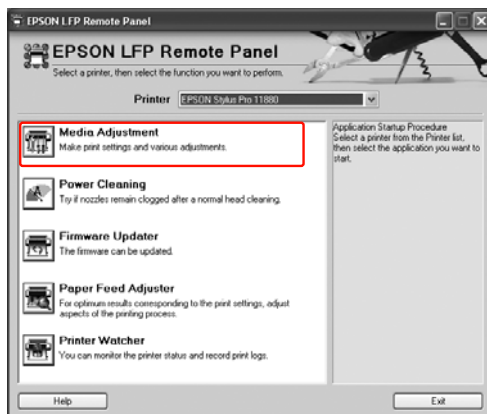 EPSON LFP Remote Panel
EPSON LFP Remote Panel
Select a printer, then select the function you want to perform.
Printer EPSON Stylus Pro 11880
Media Adjustment
Make print settings and various adjustments.
Power Cleaning
Try if nozzles remain clogged after a normal head cleaning.
Firmware Updater
The firmware can be updated.
Paper Feed Adjuster
For optimum results corresponding to the print settings, adjust
aspects of the printing process.
Printer Watcher
You can monitor the printer status and record print logs.
Application Startup Procedure
Select a printer from the Printer list,
then select the application you want to
start.
Help
Exit